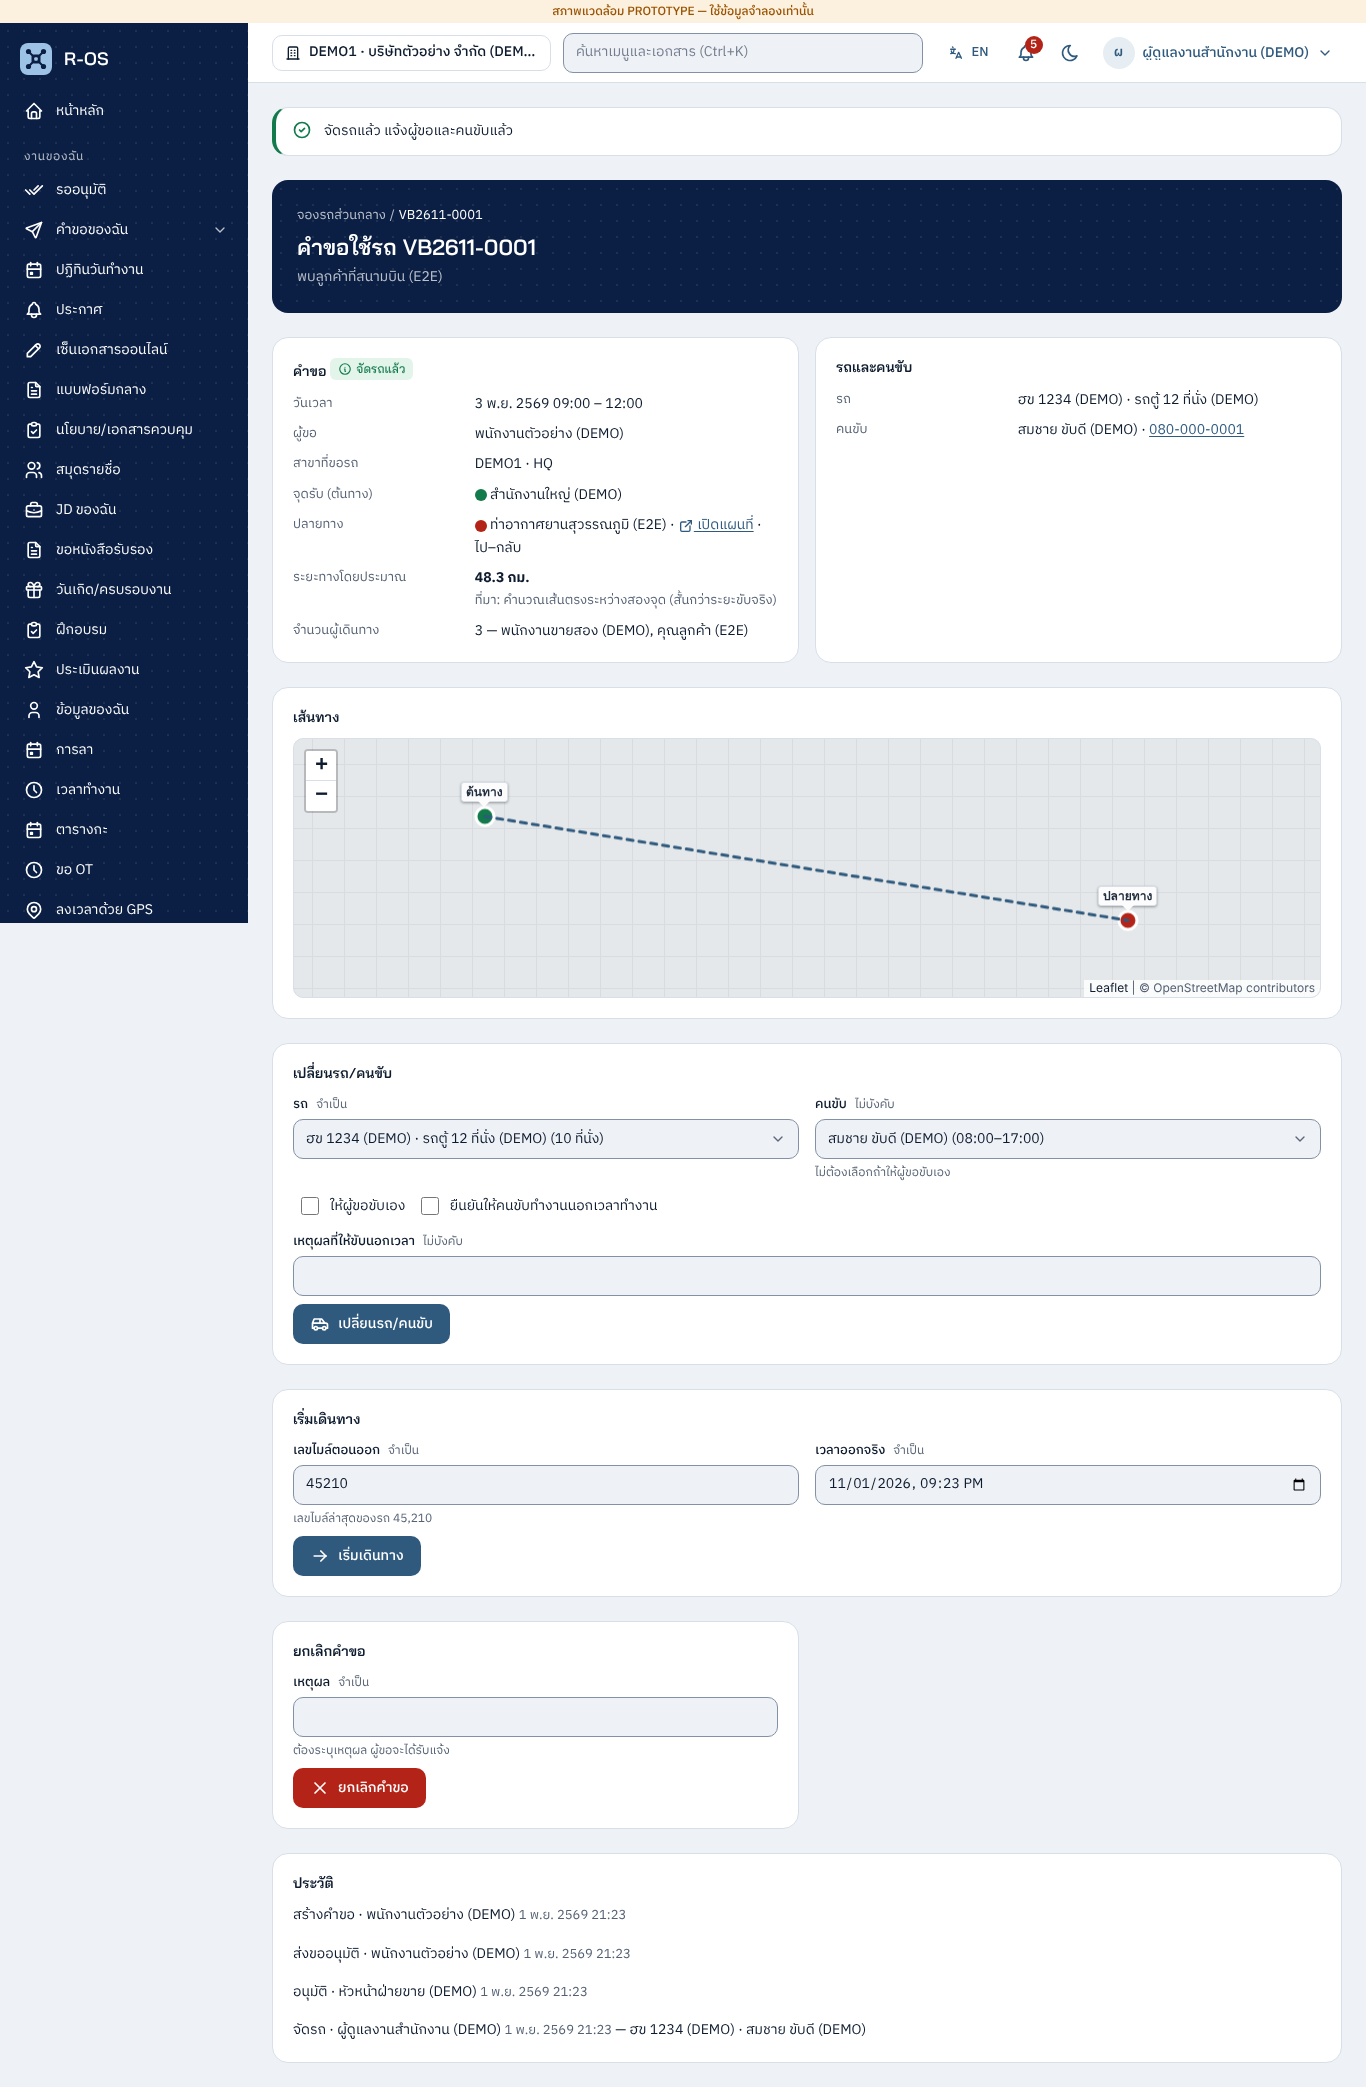 สภาพแวดล้อม PROTOTYPE — ใช้ข้อมูลจำลองเท่านั้น
R-OS
DEMO1 · บริษัทตัวอย่าง จำกัด (DEM...
ค้นหาเมนูและเอกสาร (Ctrl+K)
EN
5
ผ
ผู้ดูแลงานสำนักงาน (DEMO)
หน้าหลัก
งานของฉัน
รออนุมัติ
คำขอของฉัน
ปฏิทินวันทำงาน
ประกาศ
เซ็นเอกสารออนไลน์
แบบฟอร์มกลาง
นโยบาย/เอกสารควบคุม
สมุดรายชื่อ
JD ของฉัน
ขอหนังสือรับรอง
วันเกิด/ครบรอบงาน
ฝึกอบรม
ประเมินผลงาน
ข้อมูลของฉัน
การลา
เวลาทำงาน
ตารางกะ
ขอ OT
ลงเวลาด้วย GPS
จัดรถแล้ว แจ้งผู้ขอและคนขับแล้ว
จองรถส่วนกลาง / VB2611-0001
คำขอใช้รถ VB2611-0001
พบลูกค้าที่สนามบิน (E2E)
คำขอ จัดรถแล้ว
วันเวลา 3 พ.ย. 2569 09:00 – 12:00
ผู้ขอ พนักงานตัวอย่าง (DEMO)
สาขาที่ขอรถ DEMO1 · HQ
จุดรับ (ต้นทาง) สำนักงานใหญ่ (DEMO)
ปลายทาง ท่าอากาศยานสุวรรณภูมิ (E2E) · เปิดแผนที่ ·
ไป–กลับ
ระยะทางโดยประมาณ 48.3 กม.
ที่มา: คำนวณเส้นตรงระหว่างสองจุด (สั้นกว่าระยะขับจริง)
จำนวนผู้เดินทาง 3 — พนักงานขายสอง (DEMO), คุณลูกค้า (E2E)
รถและคนขับ
รถ ฮข 1234 (DEMO) · รถตู้ 12 ที่นั่ง (DEMO)
คนขับ สมชาย ขับดี (DEMO) · 080-000-0001
เส้นทาง
+
−
ต้นทาง
ปลายทาง
Leaflet | © OpenStreetMap contributors
เปลี่ยนรถ/คนขับ
รถ จำเป็น
ฮข 1234 (DEMO) · รถตู้ 12 ที่นั่ง (DEMO) (10 ที่นั่ง)
คนขับ ไม่บังคับ
สมชาย ขับดี (DEMO) (08:00–17:00)
ไม่ต้องเลือกถ้าให้ผู้ขอขับเอง
ให้ผู้ขอขับเอง ยืนยันให้คนขับทำงานนอกเวลาทำงาน
เหตุผลที่ให้ขับนอกเวลา ไม่บังคับ
เปลี่ยนรถ/คนขับ
เริ่มเดินทาง
เลขไมล์ตอนออก จำเป็น
45210
เลขไมล์ล่าสุดของรถ 45,210
เวลาออกจริง จำเป็น
11/01/2026, 09:23 PM
เริ่มเดินทาง
ยกเลิกคำขอ
เหตุผล จำเป็น
ต้องระบุเหตุผล ผู้ขอจะได้รับแจ้ง
ยกเลิกคำขอ
ประวัติ
สร้างคำขอ · พนักงานตัวอย่าง (DEMO) 1 พ.ย. 2569 21:23
ส่งขออนุมัติ · พนักงานตัวอย่าง (DEMO) 1 พ.ย. 2569 21:23
อนุมัติ · หัวหน้าฝ่ายขาย (DEMO) 1 พ.ย. 2569 21:23
จัดรถ · ผู้ดูแลงานสำนักงาน (DEMO) 1 พ.ย. 2569 21:23 — ฮข 1234 (DEMO) · สมชาย ขับดี (DEMO)